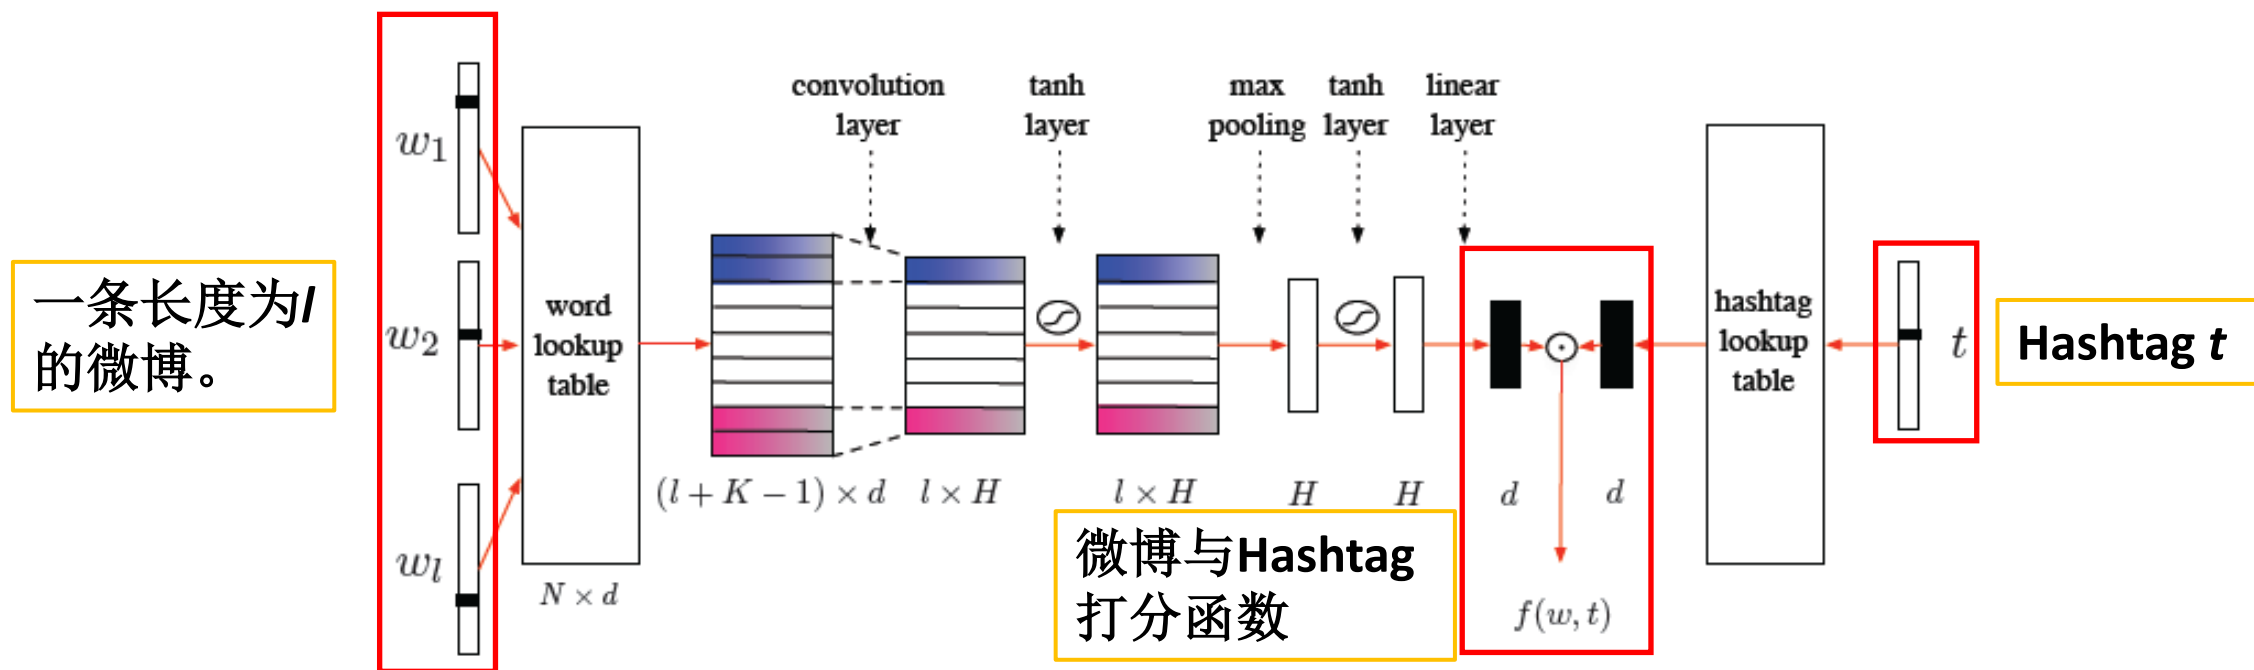 一条长度为l
的微博。
w1
w2
wl
word
lookup
table
N × d
convolution
layer
(l + K − 1) × d
l × H
tanh
layer
l × H
max
pooling
H
tanh
layer
H
linear
layer
d
d
f(w, t)
微博与Hashtag
打分函数
hashtag
lookup
table
t
Hashtag t